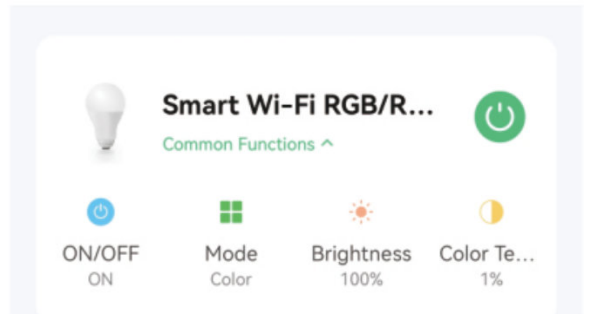 Smart Wi-Fi RGB/R...
Common Functions
ON/OFF Mode Brightness Color Te...
ON Color 100% 1%